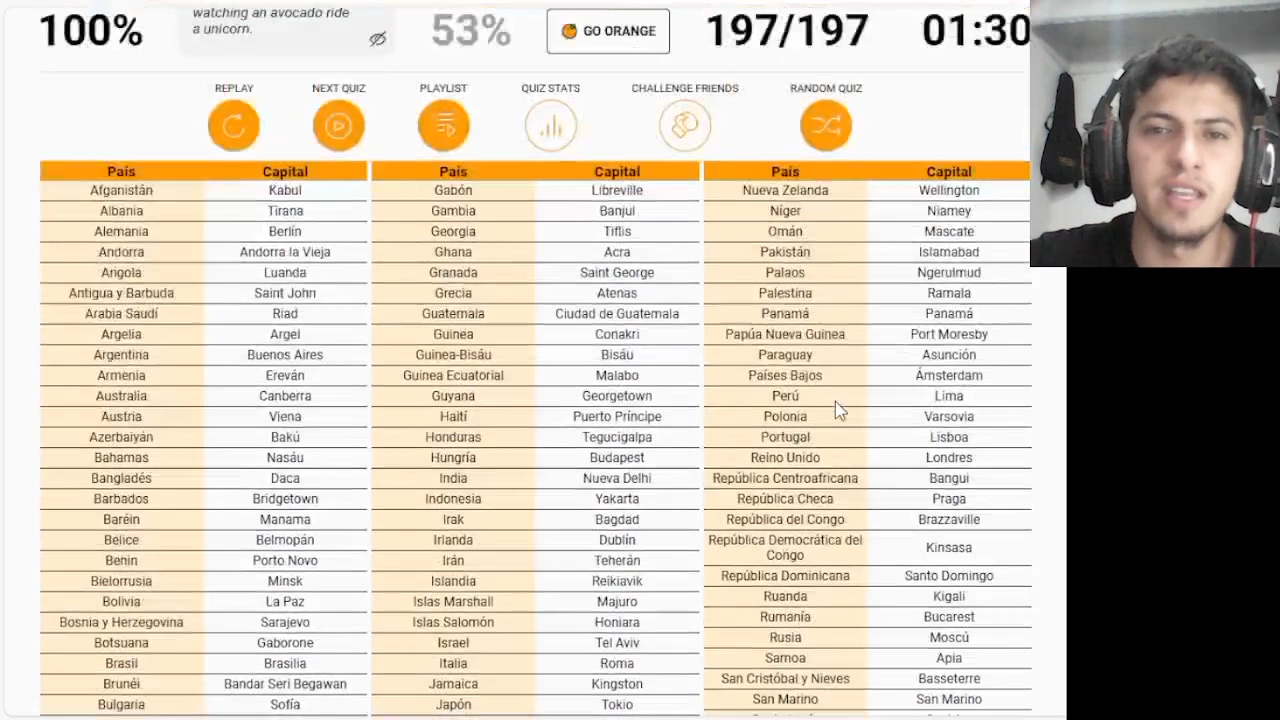 100%
watching an avocado ride
a unicorn.
53%
GO ORANGE
197/197
01:30
REPLAY
NEXT QUIZ
PLAYLIST
QUIZ STATS
CHALLENGE FRIENDS
RANDOM QUIZ
País Capital
Afganistán Kabul
Albania Tirana
Alemania Berlín
Andorra Andorra la Vieja
Angola Luanda
Antigua y Barbuda Saint John
Arabia Saudí Riad
Argelia Argel
Argentina Buenos Aires
Armenia Ereván
Australia Canberra
Austria Viena
Azerbaiyán Bakú
Bahamas Nasáu
Bangladés Daca
Barbados Bridgetown
Baréin Manama
Belice Belmopán
Benin Porto Novo
Bielorrusia Minsk
Bolivia La Paz
Bosnia y Herzegovina Sarajevo
Botsuana Gaborone
Brasil Brasilia
Brunéi Bandar Seri Begawan
Bulgaria Sofía
País Capital
Gabón Libreville
Gambia Banjul
Georgia Tiflis
Ghana Acra
Granada Saint George
Grecia Atenas
Guatemala Ciudad de Guatemala
Guinea Conakri
Guinea-Bisáu Bisáu
Guinea Ecuatorial Malabo
Guyana Georgetown
Haití Puerto Príncipe
Honduras Tegucigalpa
Hungría Budapest
India Nueva Delhi
Indonesia Yakarta
Irak Bagdad
Irlanda Dublín
Irán Teherán
Islandia Reikiavik
Islas Marshall Majuro
Islas Salomón Honiara
Israel Tel Aviv
Italia Roma
Jamaica Kingston
Japón Tokio
País Capital
Nueva Zelanda Wellington
Níger Niamey
Omán Mascate
Pakistán Islamabad
Palaos Ngerulmud
Palestina Ramala
Panamá Panamá
Papúa Nueva Guinea Port Moresby
Paraguay Asunción
Países Bajos Ámsterdam
Perú Lima
Polonia Varsovia
Portugal Lisboa
Reino Unido Londres
República Centroafricana Bangui
República Checa Praga
República del Congo Brazzaville
República Democrática del
Congo Kinsasa
República Dominicana Santo Domingo
Ruanda Kigali
Rumanía Bucarest
Rusia Moscú
Samoa Apia
San Cristóbal y Nieves Basseterre
San Marino San Marino